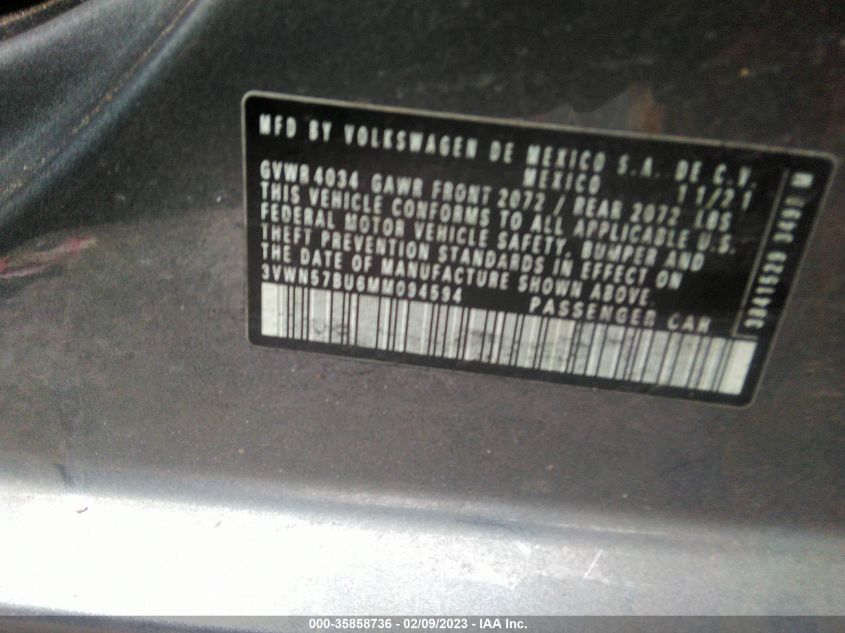 MFD BY VOLKSWAGEN DE MEXICO S.A. DE C.V.
MEXICO 11/21
GVWR 4034 GAWR FRONT 2072 / REAR 2072 LBS
THIS VEHICLE CONFORMS TO ALL APPLICABLE U.S.
FEDERAL MOTOR VEHICLE SAFETY, BUMPER AND
THEFT PREVENTION STANDARDS IN EFFECT ON
THE DATE OF MANUFACTURE SHOWN ABOVE.
3VWN57BU6MM094594 PASSENGER CAR
000-35858736 - 02/09/2023 - IAA Inc.